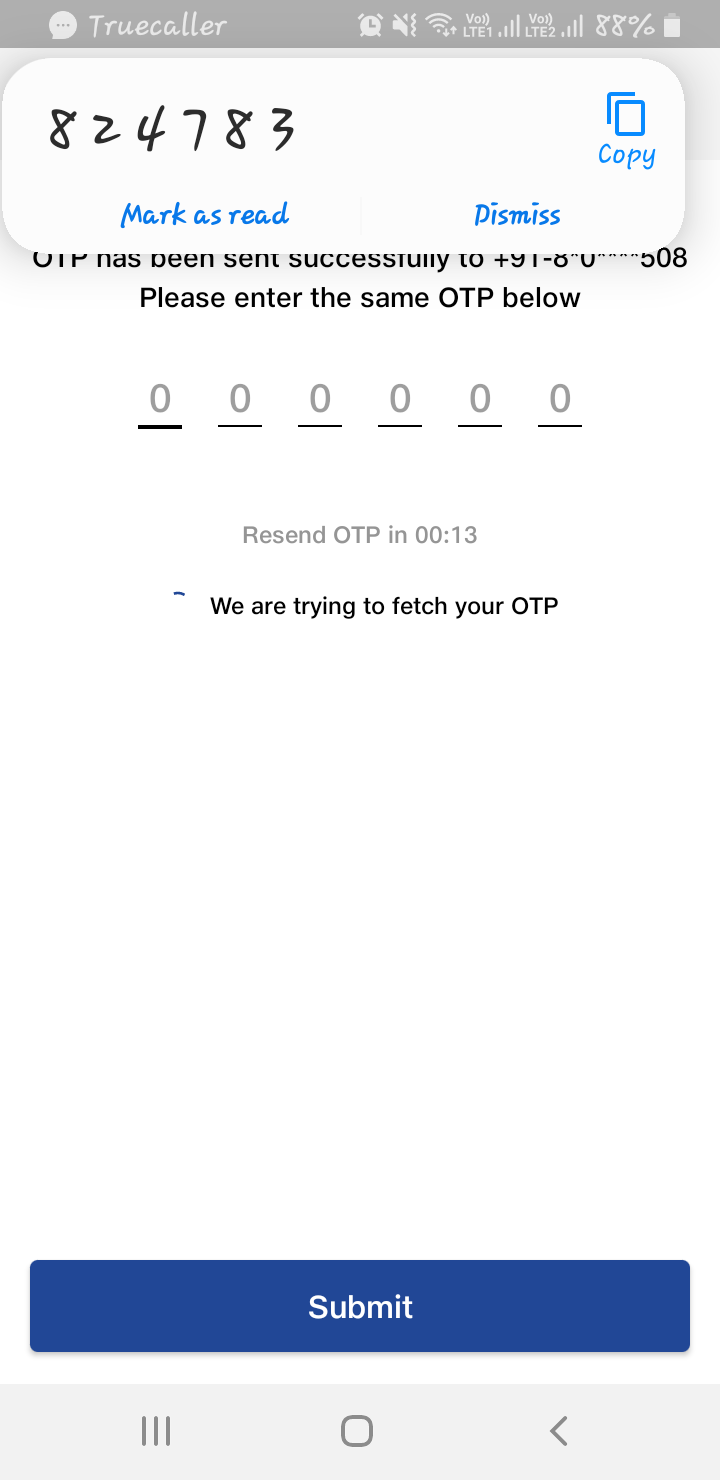 Truecaller Vo)) LTE1 Vo)) LTE2 88%
824783
Copy
Mark as read Dismiss
OTP has been sent successfully to +91-8*0****508
Please enter the same OTP below
0 0 0 0 0 0
Resend OTP in 00:13
We are trying to fetch your OTP
Submit